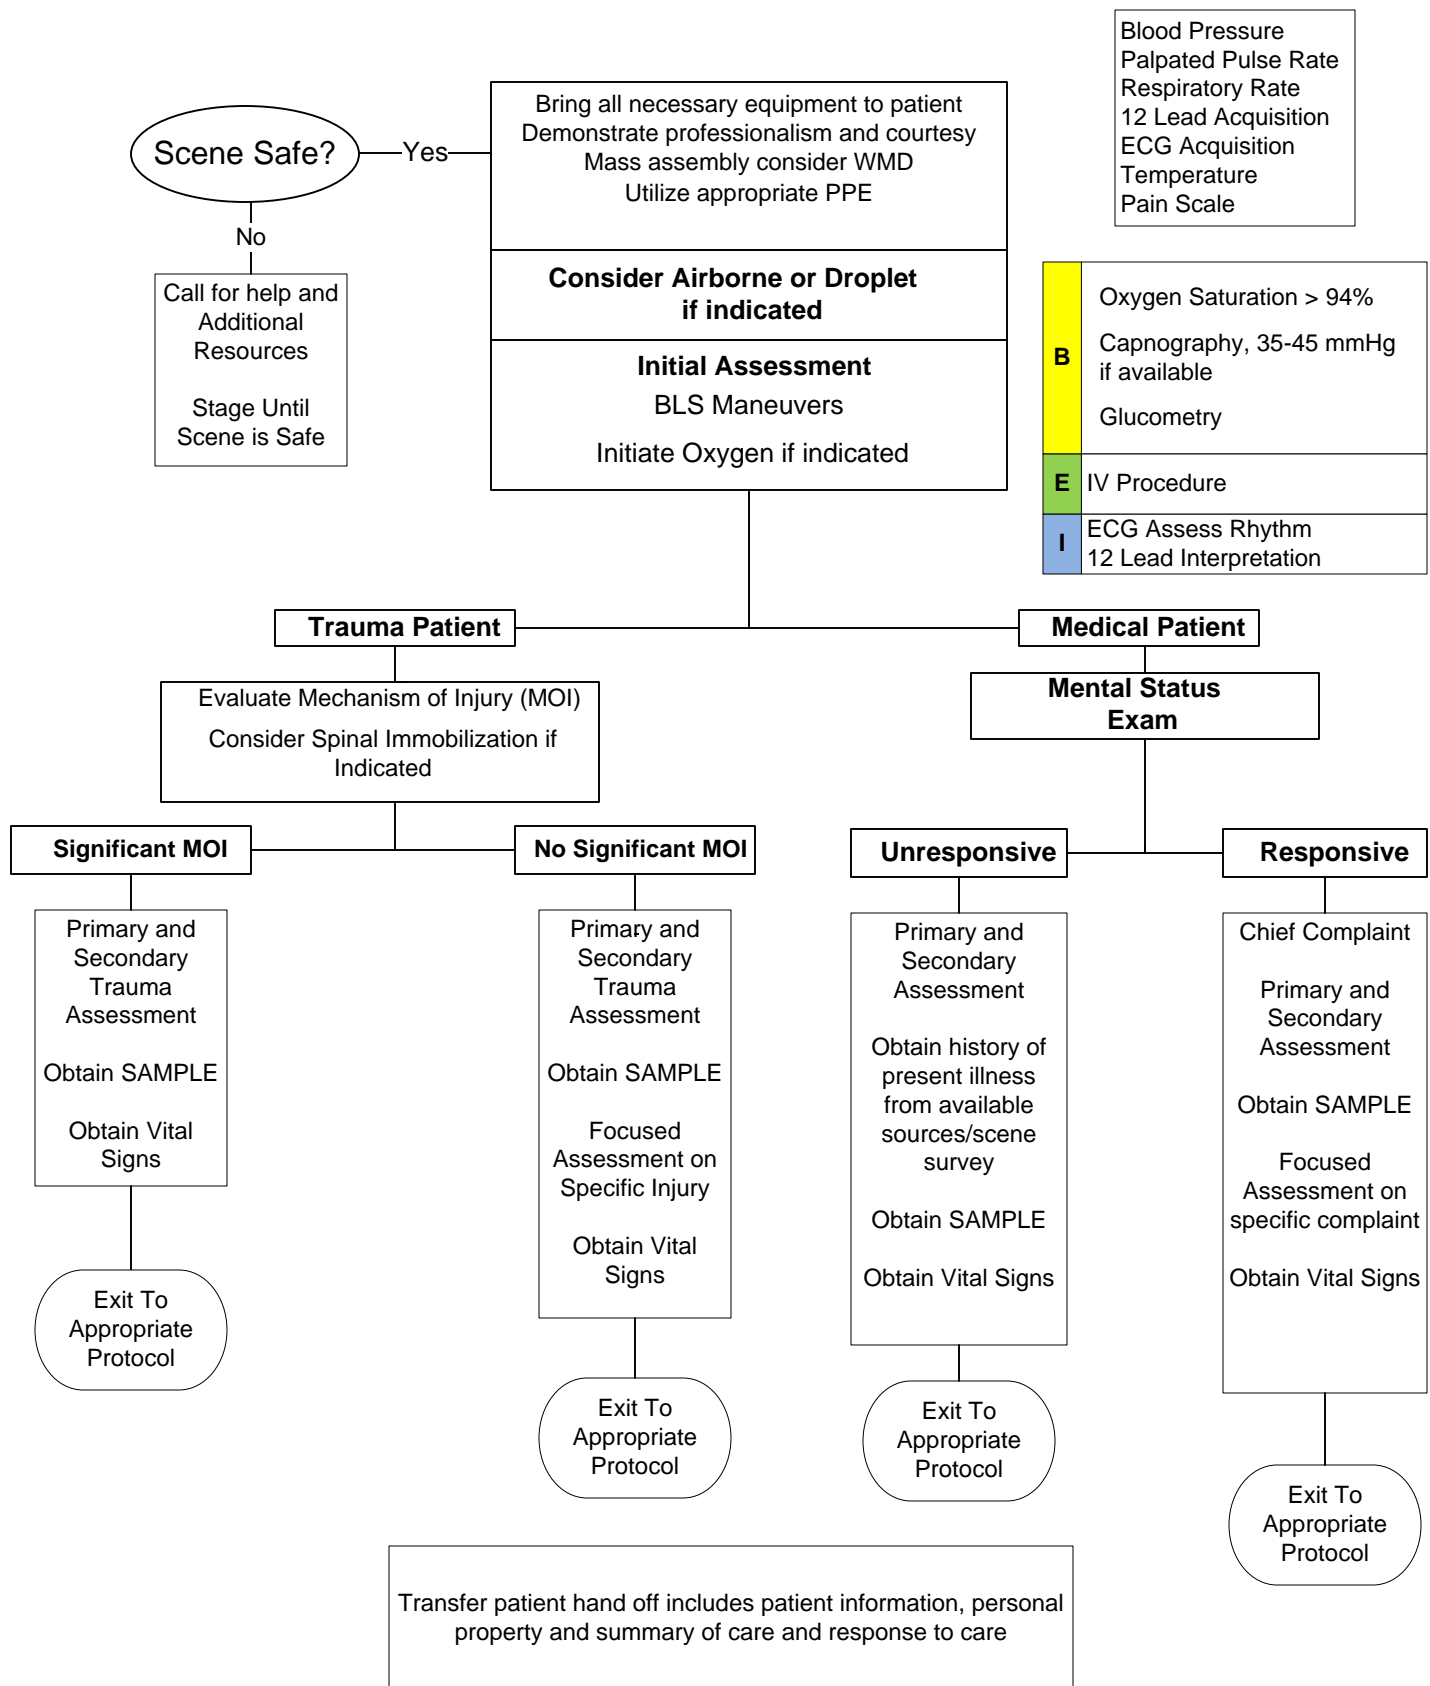 Scene Safe?
Yes
No
Call for help and
Additional
Resources
Stage Until
Scene is Safe
Bring all necessary equipment to patient
Demonstrate professionalism and courtesy
Mass assembly consider WMD
Utilize appropriate PPE
Consider Airborne or Droplet
if indicated
Initial Assessment
BLS Maneuvers
Initiate Oxygen if indicated
Blood Pressure
Palpated Pulse Rate
Respiratory Rate
12 Lead Acquisition
ECG Acquisition
Temperature
Pain Scale
B
Oxygen Saturation > 94%
Capnography, 35-45 mmHg
if available
Glucometry
E
IV Procedure
I
ECG Assess Rhythm
12 Lead Interpretation
Trauma Patient
Evaluate Mechanism of Injury (MOI)
Consider Spinal Immobilization if
Indicated
Medical Patient
Mental Status
Exam
Significant MOI
Primary and
Secondary
Trauma
Assessment
Obtain SAMPLE
Obtain Vital
Signs
Exit To
Appropriate
Protocol
No Significant MOI
Primary and
Secondary
Trauma
Assessment
Obtain SAMPLE
Focused
Assessment on
Specific Injury
Obtain Vital
Signs
Exit To
Appropriate
Protocol
Unresponsive
Primary and
Secondary
Assessment
Obtain history of
present illness
from available
sources/scene
survey
Obtain SAMPLE
Obtain Vital Signs
Exit To
Appropriate
Protocol
Responsive
Chief Complaint
Primary and
Secondary
Assessment
Obtain SAMPLE
Focused
Assessment on
specific complaint
Obtain Vital Signs
Exit To
Appropriate
Protocol
Transfer patient hand off includes patient information, personal
property and summary of care and response to care